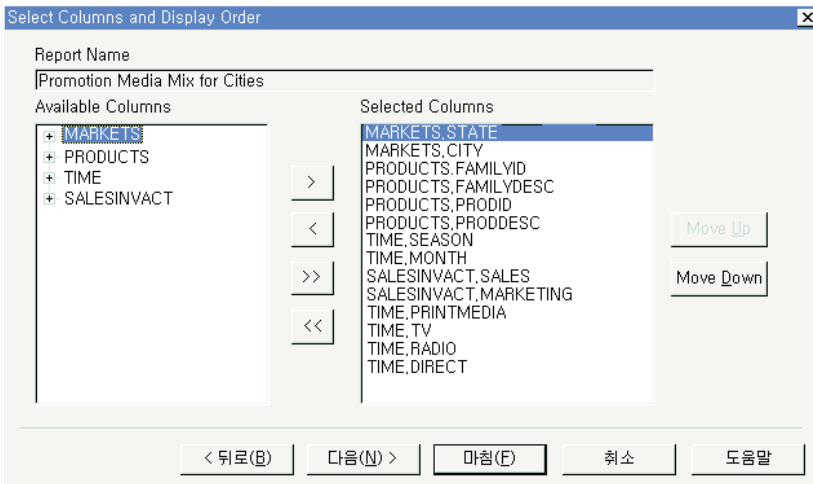 Select Columns and Display Order
Report Name
Promotion Media Mix for Cities
Available Columns
MARKETS
PRODUCTS
TIME
SALESINVACT
>
<
>>
<<
Selected Columns
MARKETS,STATE
MARKETS,CITY
PRODUCTS.FAMILYID
PRODUCTS,FAMILYDESC
PRODUCTS,PRODID
PRODUCTS,PRODDESC
TIME,SEASON
TIME,MONTH
SALESINVACT,SALES
SALESINVACT,MARKETING
TIME,PRINTMEDIA
TIME,TV
TIME,RADIO
TIME,DIRECT
Move Up
Move Down
< 뒤로(B)
다음(N) >
마침(F)
취소
도움말